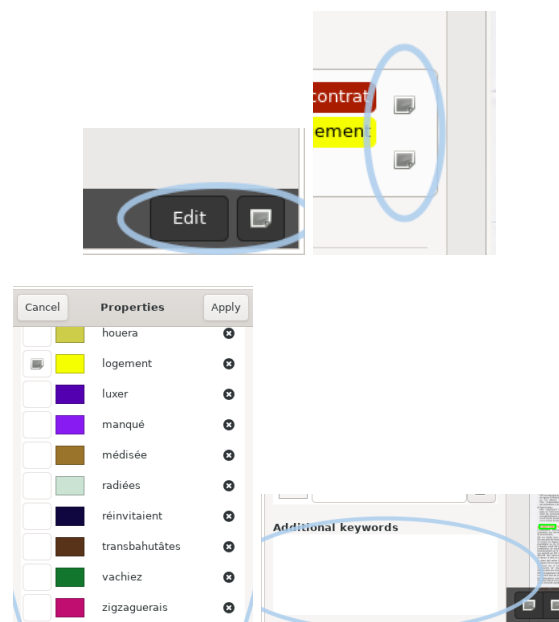 contrat
ement
Edit
Cancel Properties Apply
houera
logement
luxer
manqué
médisée
radiées
réinvitaient
transbahutâtes
vachiez
zigzaguerais
Additional keywords